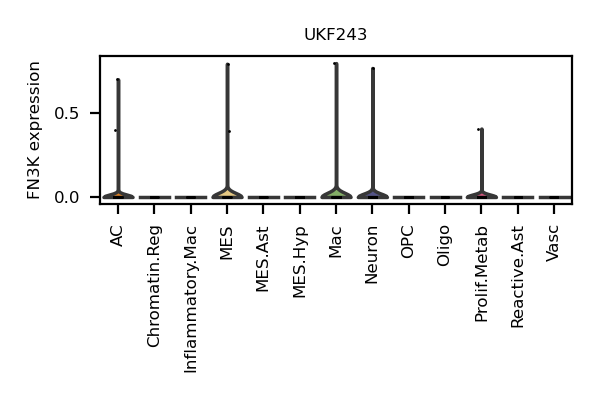 UKF243
FN3K expression
0.5
0.0
AC
Chromatin.Reg
Inflammatory.Mac
MES
MES.Ast
MES.Hyp
Mac
Neuron
OPC
Oligo
Prolif.Metab
Reactive.Ast
Vasc